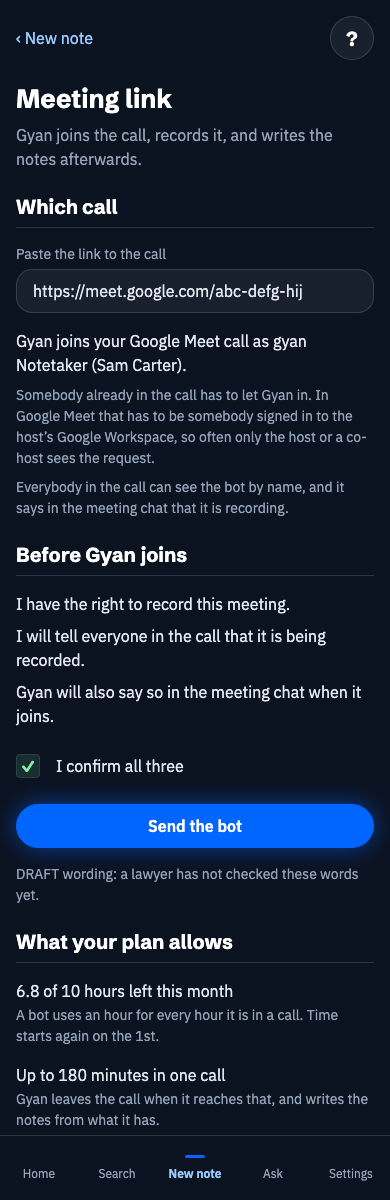 ‹ New note
?
Meeting link
Gyan joins the call, records it, and writes the
notes afterwards.
Which call
Paste the link to the call
https://meet.google.com/abc-defg-hij
Gyan joins your Google Meet call as gyan
Notetaker (Sam Carter).
Somebody already in the call has to let Gyan in. In
Google Meet that has to be somebody signed in to the
host’s Google Workspace, so often only the host or a co-
host sees the request.
Everybody in the call can see the bot by name, and it
says in the meeting chat that it is recording.
Before Gyan joins
I have the right to record this meeting.
I will tell everyone in the call that it is being
recorded.
Gyan will also say so in the meeting chat when it
joins.
I confirm all three
Send the bot
DRAFT wording: a lawyer has not checked these words
yet.
What your plan allows
6.8 of 10 hours left this month
A bot uses an hour for every hour it is in a call. Time
starts again on the 1st.
Up to 180 minutes in one call
Gyan leaves the call when it reaches that, and writes the
notes from what it has.
Home
Search
New note
Ask
Settings